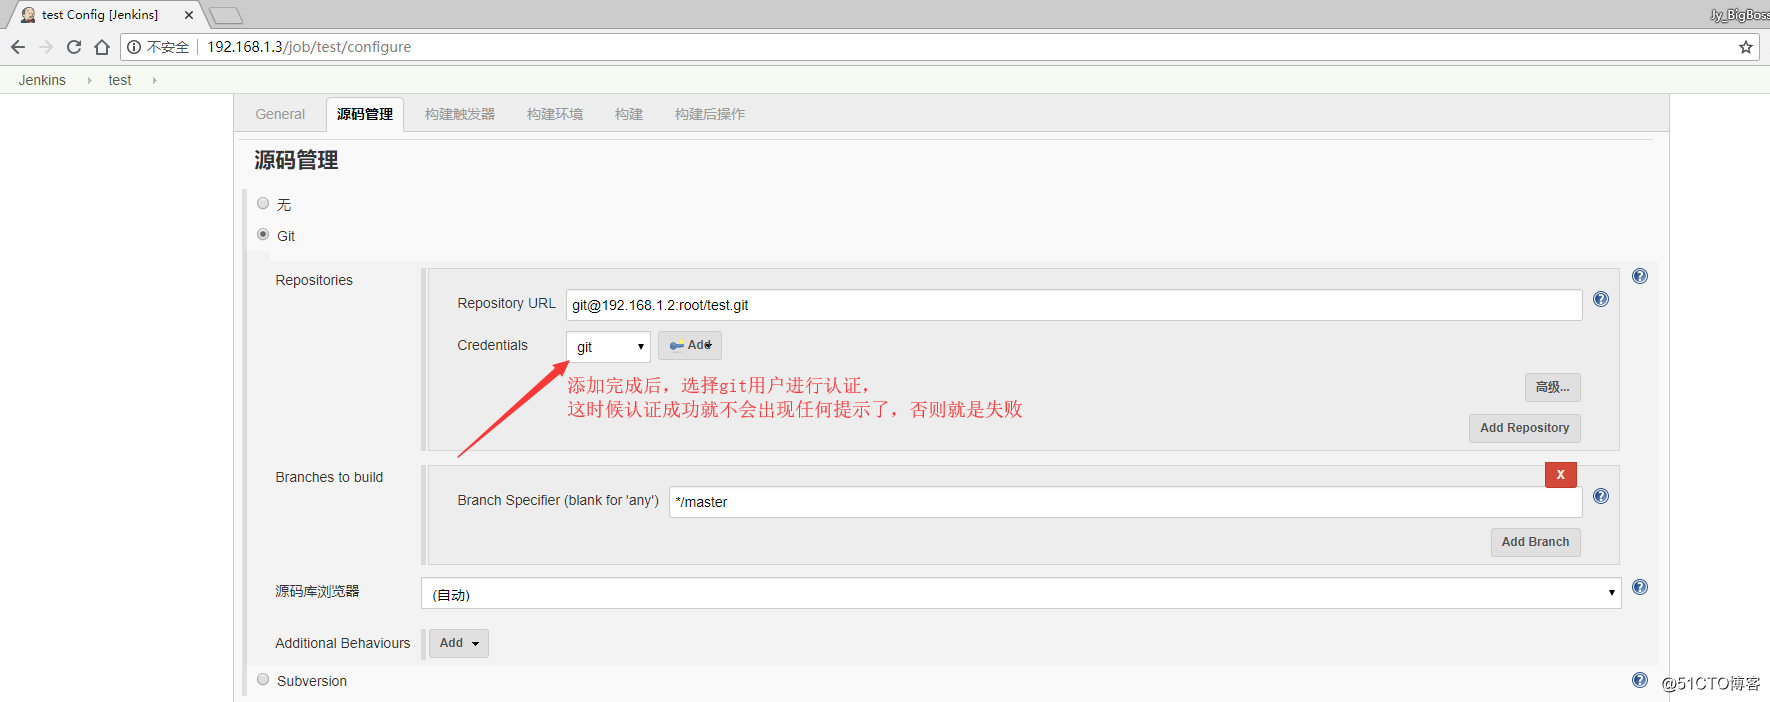 test Config [Jenkins]
Jy_BigBoss
不安全 192.168.1.3/job/test/configure
Jenkins test
General 源码管理 构建触发器 构建环境 构建 构建后操作
源码管理
无
Git
Repositories
Repository URL git@192.168.1.2:root/test.git
Credentials git Add
添加完成后，选择git用户进行认证，
这时候认证成功就不会出现任何提示了，否则就是失败
高级...
Add Repository
Branches to build
X
Branch Specifier (blank for 'any') */master
Add Branch
源码库浏览器 (自动)
Additional Behaviours Add
Subversion
@51CTO博客